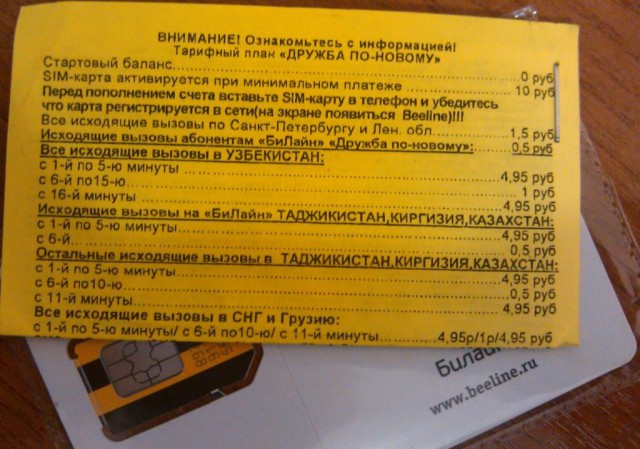 ВНИМАНИЕ! Ознакомьтесь с информацией!
Тарифный план «ДРУЖБА ПО-НОВОМУ»
Стартовый баланс ........ 0 руб
SIM-карта активируется при минимальном платеже ........ 10 руб
Перед пополнением счета вставьте SIM-карту в телефон и убедитесь
что карта регистрируется в сети(на экране появиться Beeline)!!!
Все исходящие вызовы по Санкт-Петербургу и Лен. обл ........ 1,5 руб
Исходящие вызовы абонентам «БиЛайн» «Дружба по-новому»: ........ 0,5 руб
Все исходящие вызовы в УЗБЕКИСТАН:
с 1-й по 5-ю минуты ........ 4,95 руб
с 6-й по15-ю ........ 1 руб
с 16-й минуты ........ 4,95 руб
Исходящие вызовы на «БиЛайн» ТАДЖИКИСТАН,КИРГИЗИЯ,КАЗАХСТАН:
с 1-й по 5-ю минуты ........ 4,95 руб
с 6-й ........ 0,5 руб
Остальные исходящие вызовы в ТАДЖИКИСТАН,КИРГИЗИЯ,КАЗАХСТАН:
с 1-й по 5-ю минуты ........ 4,95 руб
с 6-й по10-ю ........ 0,5 руб
с 11-й минуты ........ 4,95 руб
Все исходящие вызовы в СНГ и Грузию:
с 1-й по 5-ю минуты/ с 6-й по10-ю/ с 11-й минуты ........ 4,95р/1р/4,95 руб
www.beeline.ru